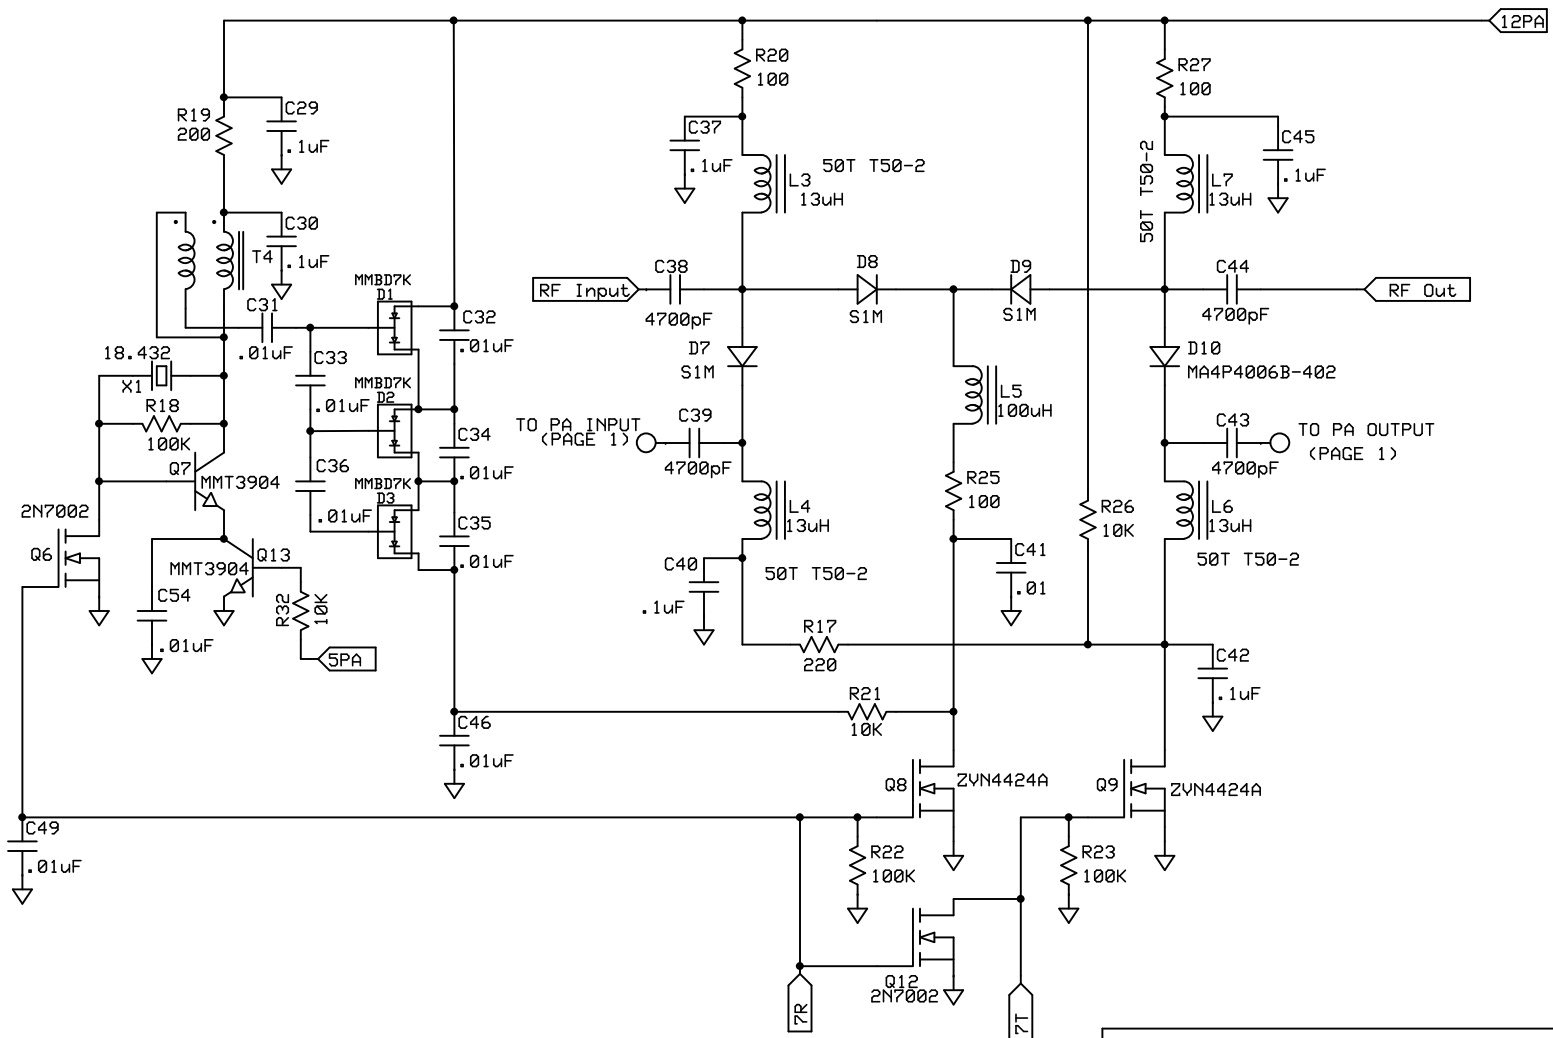 12PA
R20
100
R27
100
R19
200
C29
.1uF
C37
.1uF
50T T50-2
L3
13uH
50T T50-2
L7
13uH
C45
.1uF
C30
.1uF
T4
MMBD7K
D1
C31
.01uF
C32
.01uF
RF Input
C38
4700pF
D8
S1M
D9
S1M
C44
4700pF
RF Out
18.432
X1
C33
.01uF
MMBD7K
D2
D7
S1M
D10
MA4P4006B-402
R18
100K
L5
100uH
TO PA INPUT
(PAGE 1)
C39
4700pF
C43
4700pF
TO PA OUTPUT
(PAGE 1)
C34
.01uF
Q7
MMT3904
C36
.01uF
MMBD7K
D3
R25
100
2N7002
Q6
L4
13uH
R26
10K
L6
13uH
C35
.01uF
Q13
MMT3904
C40
.1uF
50T T50-2
C41
.01
50T T50-2
C54
.01uF
R32
10K
5PA
R17
220
C42
.1uF
R21
10K
C46
.01uF
Q8
ZVN4424A
Q9
ZVN4424A
C49
.01uF
R22
100K
R23
100K
Q12
2N7002
7R
7T